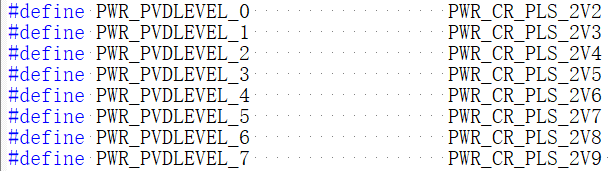 #define PWR_PVDLEVEL_0 PWR_CR_PLS_2V2
#define PWR_PVDLEVEL_1 PWR_CR_PLS_2V3
#define PWR_PVDLEVEL_2 PWR_CR_PLS_2V4
#define PWR_PVDLEVEL_3 PWR_CR_PLS_2V5
#define PWR_PVDLEVEL_4 PWR_CR_PLS_2V6
#define PWR_PVDLEVEL_5 PWR_CR_PLS_2V7
#define PWR_PVDLEVEL_6 PWR_CR_PLS_2V8
#define PWR_PVDLEVEL_7 PWR_CR_PLS_2V9